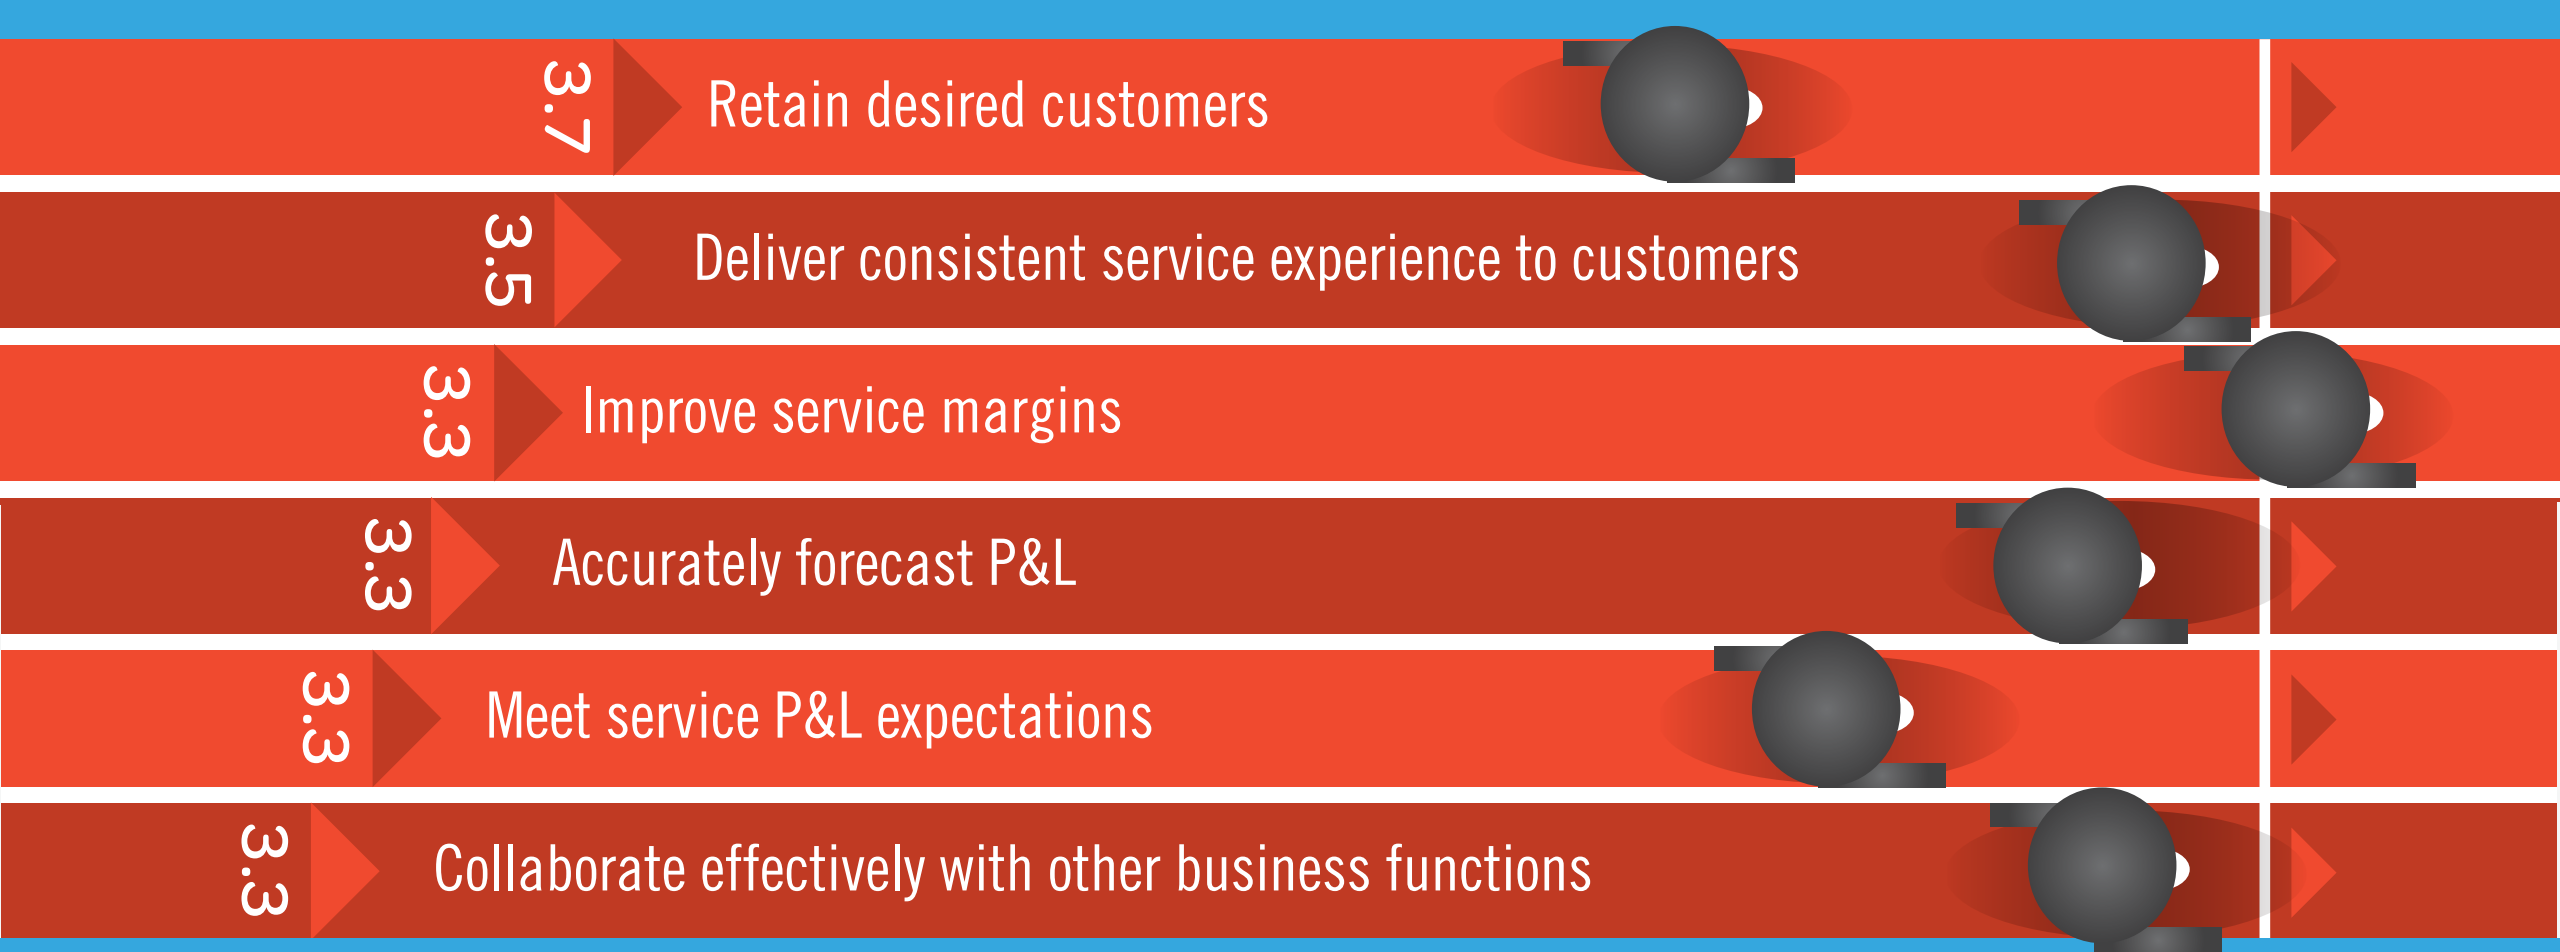 3.7 Retain desired customers
3.5 Deliver consistent service experience to customers
3.3 Improve service margins
3.3 Accurately forecast P&L
3.3 Meet service P&L expectations
3.3 Collaborate effectively with other business functions